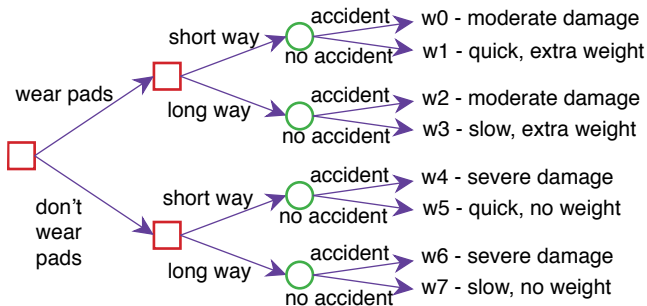 accident
w0 - moderate damage
short way
no accident
w1 - quick, extra weight
wear pads
accident
w2 - moderate damage
long way
no accident
w3 - slow, extra weight
accident
w4 - severe damage
short way
no accident
w5 - quick, no weight
don't
wear
pads
accident
w6 - severe damage
long way
no accident
w7 - slow, no weight